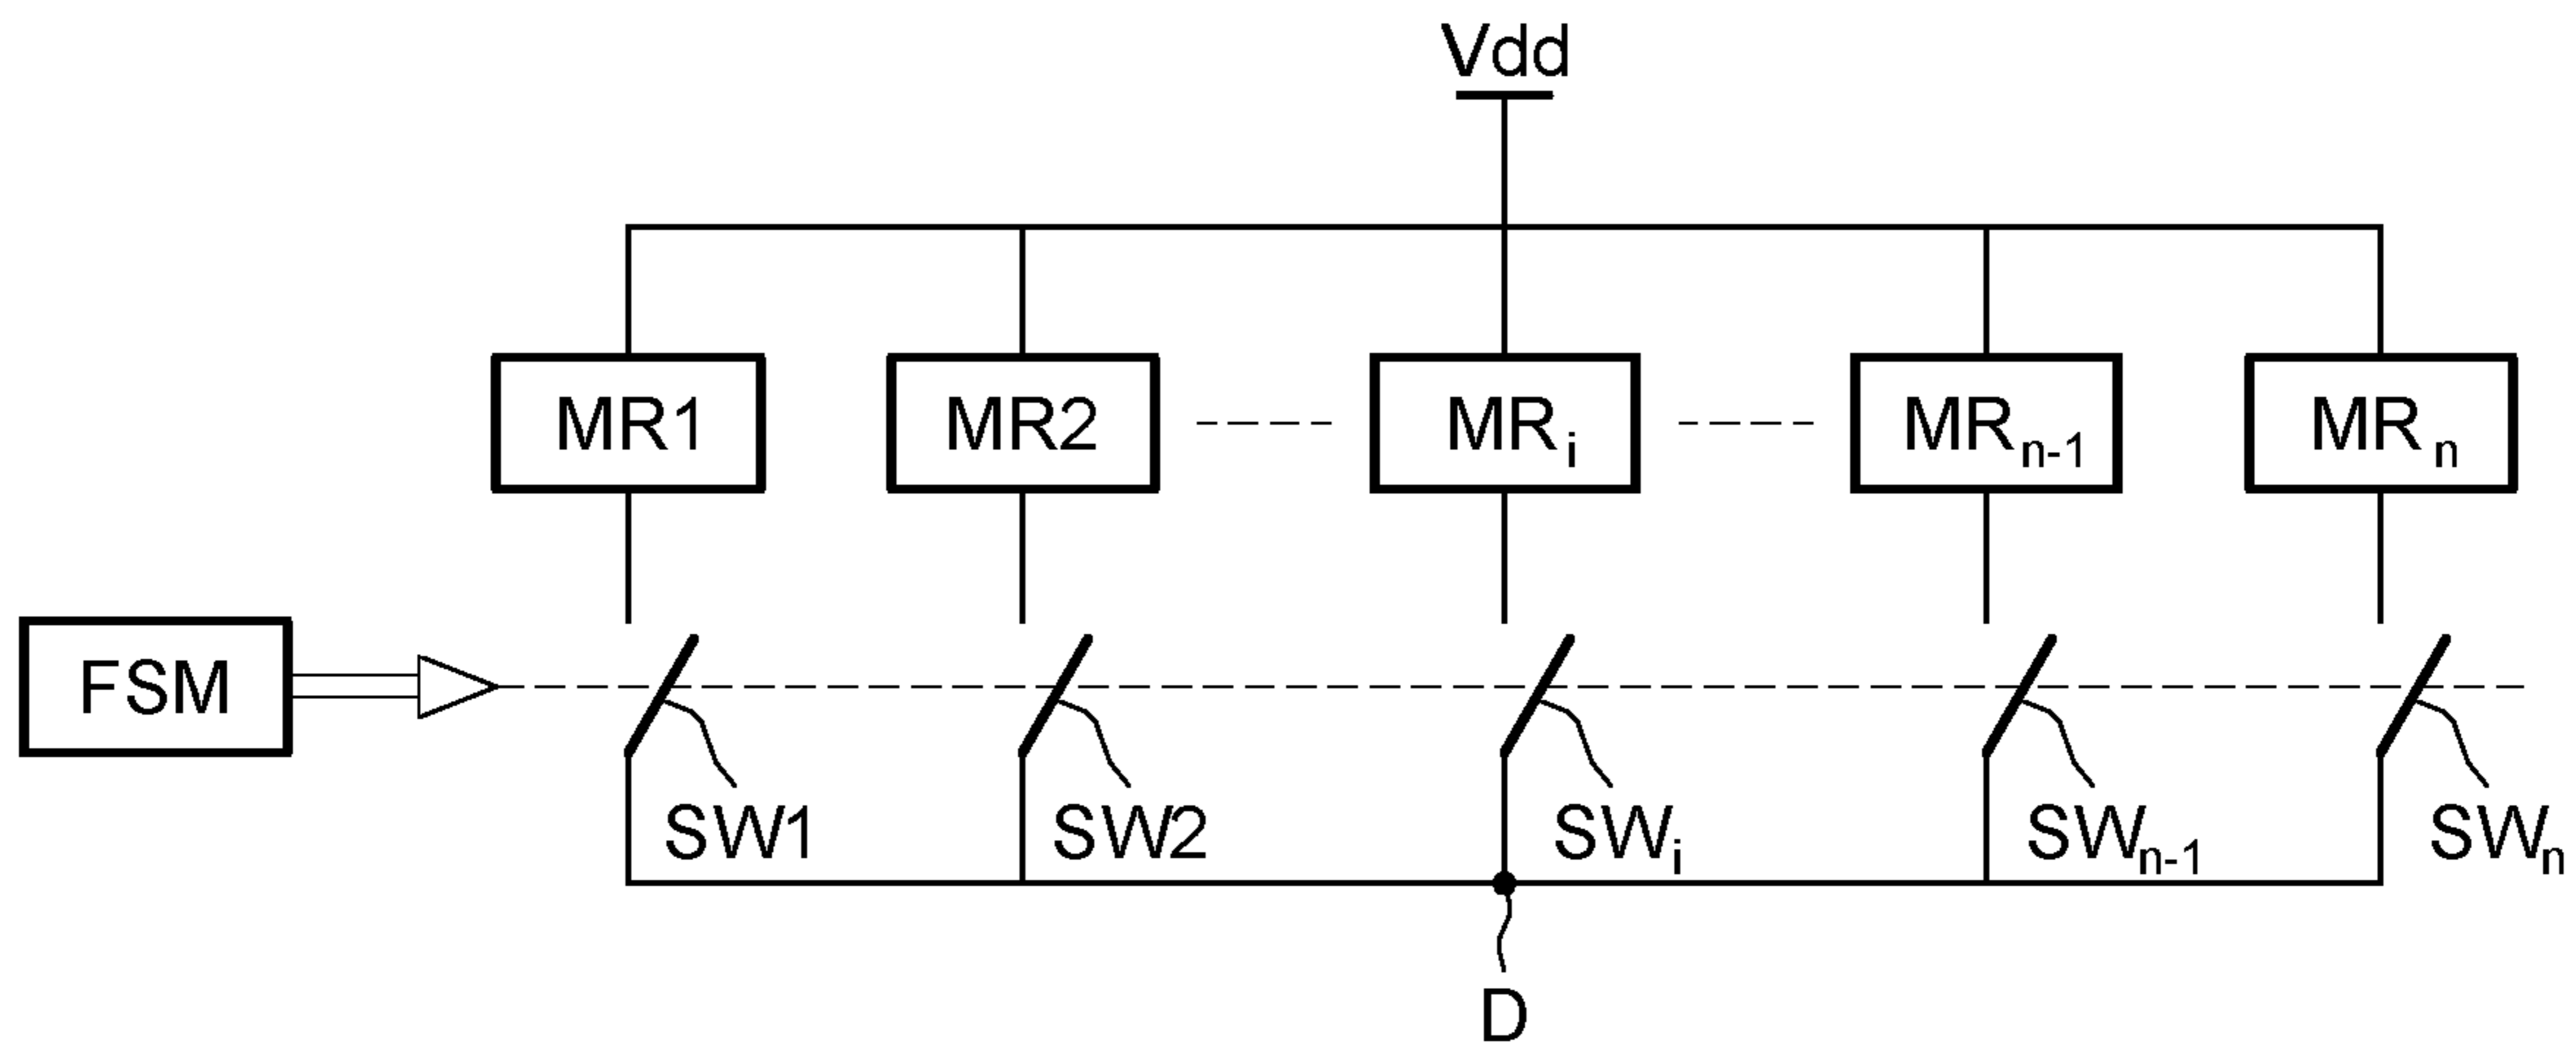 Vdd
MR1 MR2 MRi MRn-1 MRn
FSM
SW1 SW2 SWi SWn-1 SWn
D